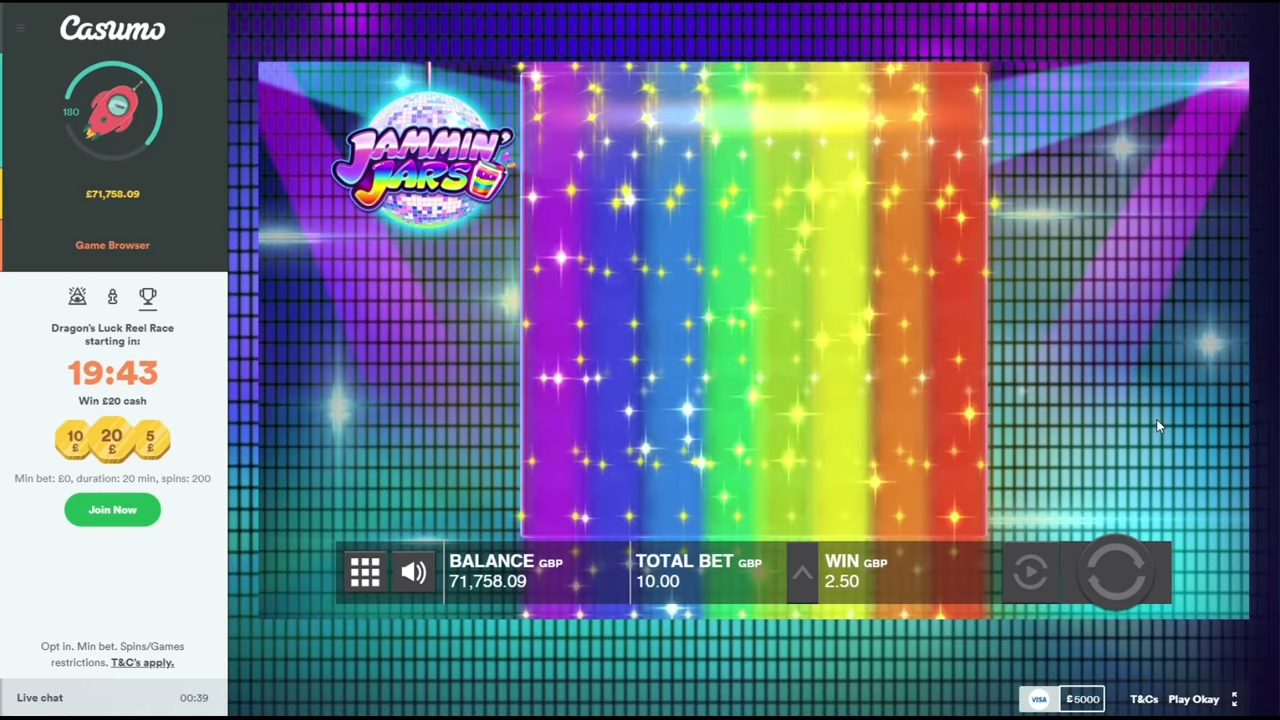 Casumo
180
£71,758.09
Game Browser
Dragon's Luck Reel Race
starting in:
19:43
Win £20 cash
10 £
20 £
5 £
Min bet: £0, duration: 20 min, spins: 200
Join Now
Opt in. Min bet. Spins/Games
restrictions. T&C's apply.
Live chat 00:39
JAMMIN'
JARS
BALANCE GBP
71,758.09
TOTAL BET GBP
10.00
WIN GBP
2.50
VISA £5000 T&Cs Play Okay